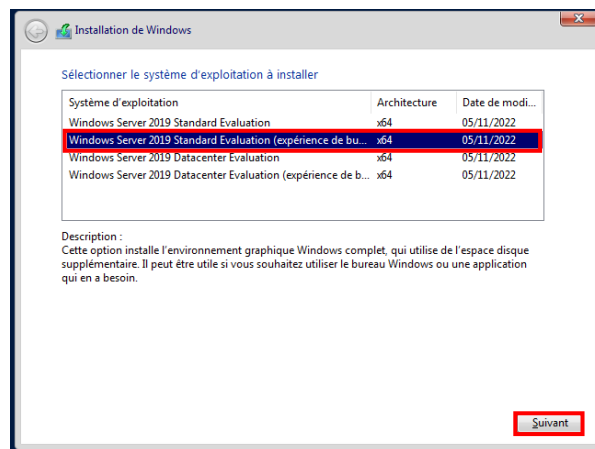 Installation de Windows
Sélectionner le système d'exploitation à installer
Système d'exploitation Architecture Date de modi...
Windows Server 2019 Standard Evaluation x64 05/11/2022
Windows Server 2019 Standard Evaluation (expérience de bu... x64 05/11/2022
Windows Server 2019 Datacenter Evaluation x64 05/11/2022
Windows Server 2019 Datacenter Evaluation (expérience de b... x64 05/11/2022
Description :
Cette option installe l'environnement graphique Windows complet, qui utilise de l'espace disque
supplémentaire. Il peut être utile si vous souhaitez utiliser le bureau Windows ou une application
qui en a besoin.
Suivant